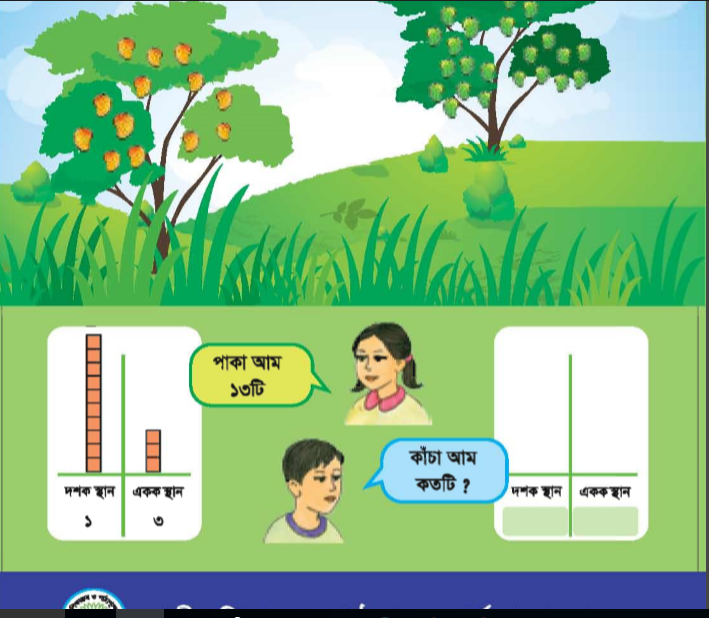 পাকা আম
১৩টি
কাঁচা আম
কতটি ?
দশক স্থান একক স্থান
১ ৩
দশক স্থান একক স্থান